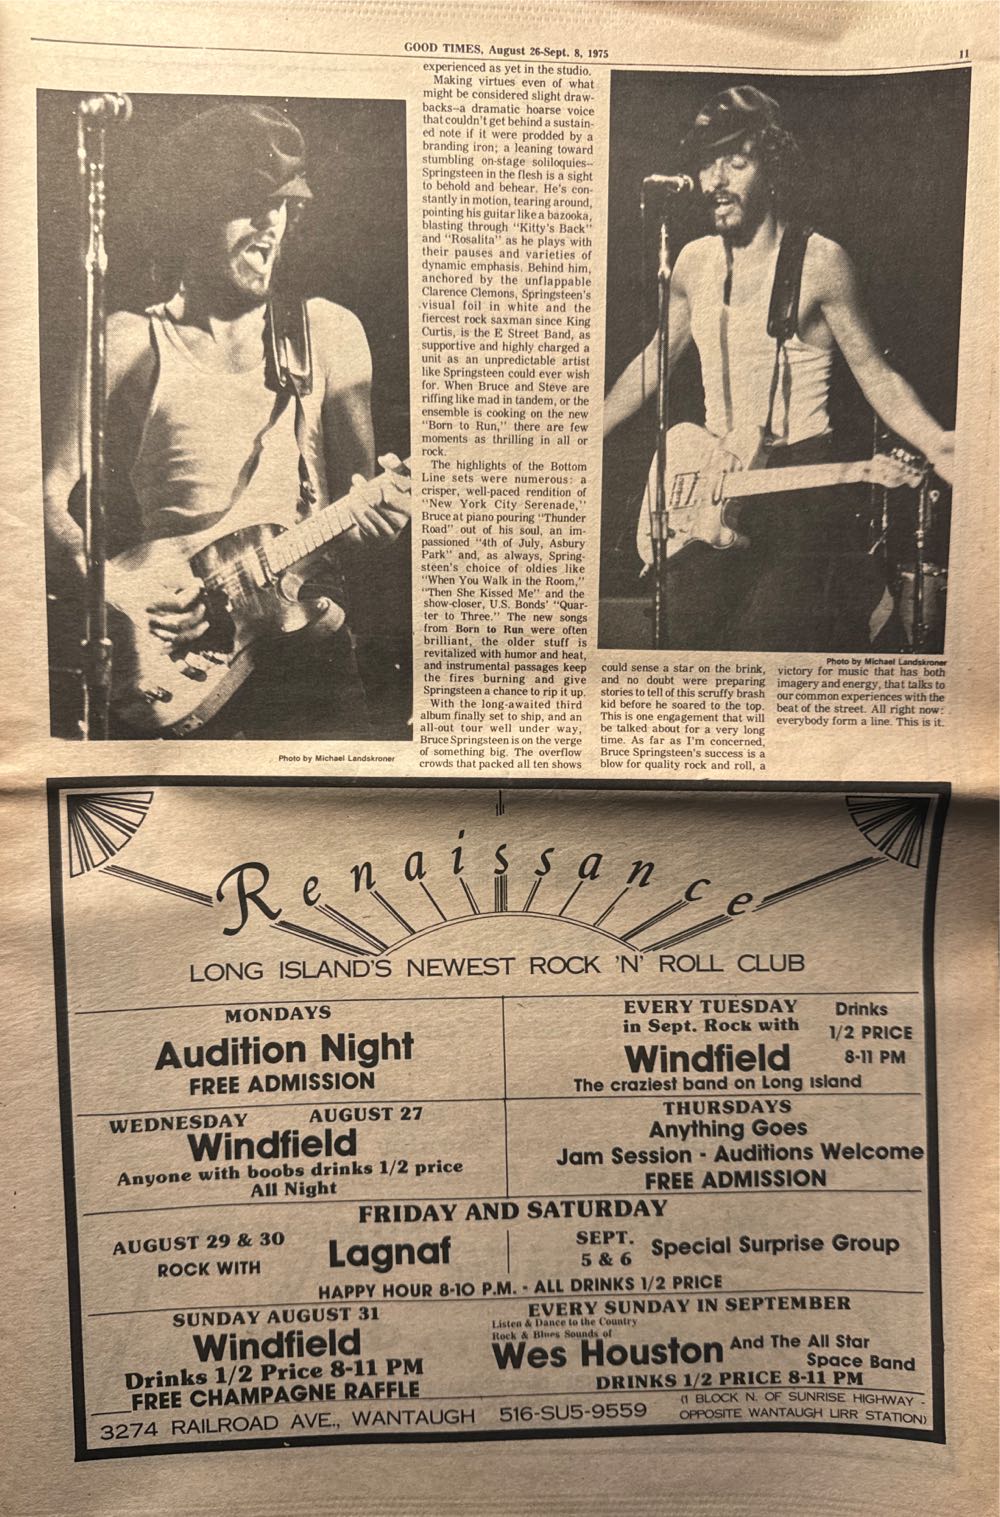 GOOD TIMES, August 26-Sept. 8, 1975
11
experienced as yet in the studio.
Making virtues even of what
might be considered slight draw-
backs--a dramatic hoarse voice
that couldn't get behind a sustain-
ed note if it were prodded by a
branding iron; a leaning toward
stumbling on-stage soliloquies--
Springsteen in the flesh is a sight
to behold and behear. He's con-
stantly in motion, tearing around,
pointing his guitar like a bazooka,
blasting through "Kitty's Back"
and "Rosalita" as he plays with
their pauses and varieties of
dynamic emphasis. Behind him,
anchored by the unflappable
Clarence Clemons, Springsteen's
visual foil in white and the
fiercest rock saxman since King
Curtis, is the E Street Band, as
supportive and highly charged a
unit as an unpredictable artist
like Springsteen could ever wish
for. When Bruce and Steve are
riffing like mad in tandem, or the
ensemble is cooking on the new
"Born to Run," there are few
moments as thrilling in all or
rock.
The highlights of the Bottom
Line sets were numerous: a
crisper, well-paced rendition of
"New York City Serenade,"
Bruce at piano pouring "Thunder
Road" out of his soul, an im-
passioned "4th of July, Asbury
Park" and, as always, Spring-
steen's choice of oldies like
"When You Walk in the Room,"
"Then She Kissed Me" and the
show-closer, U.S. Bonds' "Quar-
ter to Three." The new songs
from Born to Run were often
brilliant, the older stuff is
revitalized with humor and heat,
and instrumental passages keep
the fires burning and give
Springsteen a chance to rip it up.
With the long-awaited third
album finally set to ship, and an
all-out tour well under way,
Bruce Springsteen is on the verge
of something big. The overflow
crowds that packed all ten shows
Photo by Michael Landskroner
Photo by Michael Landskroner
could sense a star on the brink,
and no doubt were preparing
stories to tell of this scruffy brash
kid before he soared to the top.
This is one engagement that will
be talked about for a very long
time. As far as I'm concerned,
Bruce Springsteen's success is a
blow for quality rock and roll, a
victory for music that has both
imagery and energy, that talks to
our common experiences with the
beat of the street. All right now:
everybody form a line. This is it.
Renaissance
LONG ISLAND'S NEWEST ROCK 'N' ROLL CLUB
MONDAYS
Audition Night
FREE ADMISSION
EVERY TUESDAY
in Sept. Rock with
Windfield
The craziest band on Long Island
Drinks
1/2 PRICE
8-11 PM
WEDNESDAY AUGUST 27
Windfield
Anyone with boobs drinks 1/2 price
All Night
THURSDAYS
Anything Goes
Jam Session - Auditions Welcome
FREE ADMISSION
FRIDAY AND SATURDAY
AUGUST 29 & 30
ROCK WITH
Lagnaf
SEPT.
5 & 6
Special Surprise Group
HAPPY HOUR 8-10 P.M. - ALL DRINKS 1/2 PRICE
SUNDAY AUGUST 31
Windfield
Drinks 1/2 Price 8-11 PM
FREE CHAMPAGNE RAFFLE
EVERY SUNDAY IN SEPTEMBER
Listen & Dance to the Country
Rock & Blues Sounds of
Wes Houston And The All Star
Space Band
DRINKS 1/2 PRICE 8-11 PM
3274 RAILROAD AVE., WANTAUGH 516-SU5-9559
(1 BLOCK N. OF SUNRISE HIGHWAY -
OPPOSITE WANTAUGH LIRR STATION)